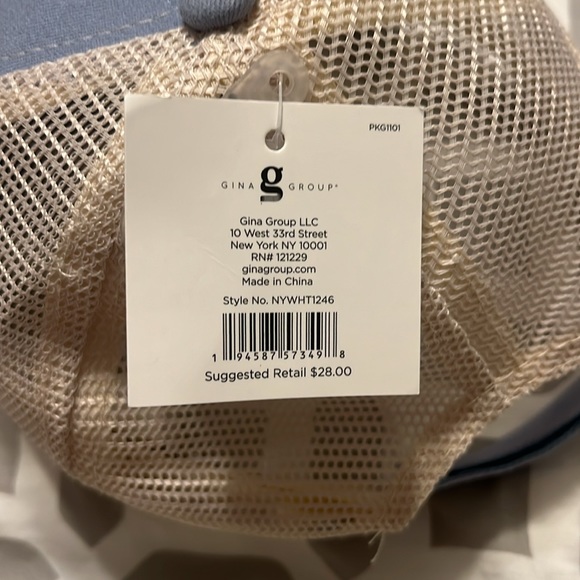 PKG1101
GINA g GROUP®
Gina Group LLC
10 West 33rd Street
New York NY 10001
RN# 121229
ginagroup.com
Made in China
Style No. NYWHT1246
1 94587 57349 8
Suggested Retail $28.00